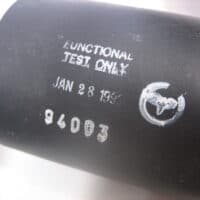 FUNCTIONAL
TEST ONLY
JAN 28 199
94003